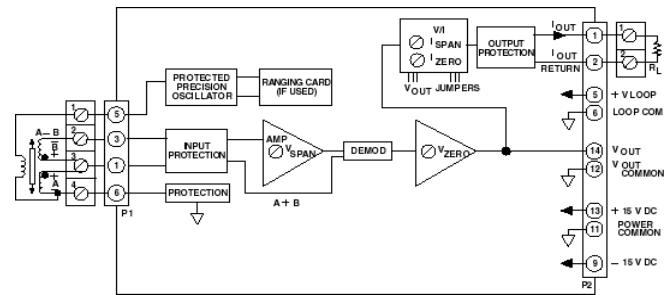 V/I
I SPAN
I ZERO
V OUT JUMPERS
OUTPUT
PROTECTION
I OUT
I OUT
RETURN
1
2
1
2
R L
PROTECTED
PRECISION
OSCILLATOR
RANGING CARD
(IF USED)
5
6
+ V LOOP
LOOP COM
1
2
3
4
5
3
1
6
A – B
B
+
+
A
INPUT
PROTECTION
AMP
V SPAN
DEMOD
V ZERO
A + B
PROTECTION
14
12
V OUT
V OUT
COMMON
13
11
9
+ 15 V DC
POWER
COMMON
– 15 V DC
P1
P2